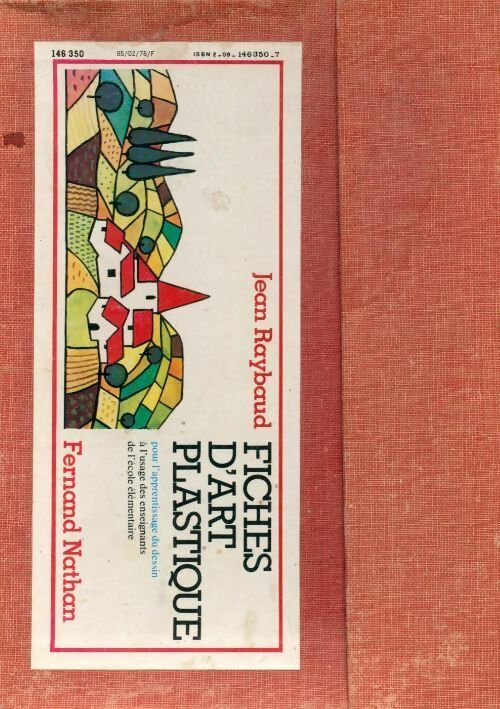 146 350 85/02/76/F ISBN 2-09-146350-7
Jean Raybaud
FICHES
D'ART
PLASTIQUE
pour l'apprentissage du dessin
à l'usage des enseignants
de l'école élémentaire
Fernand Nathan